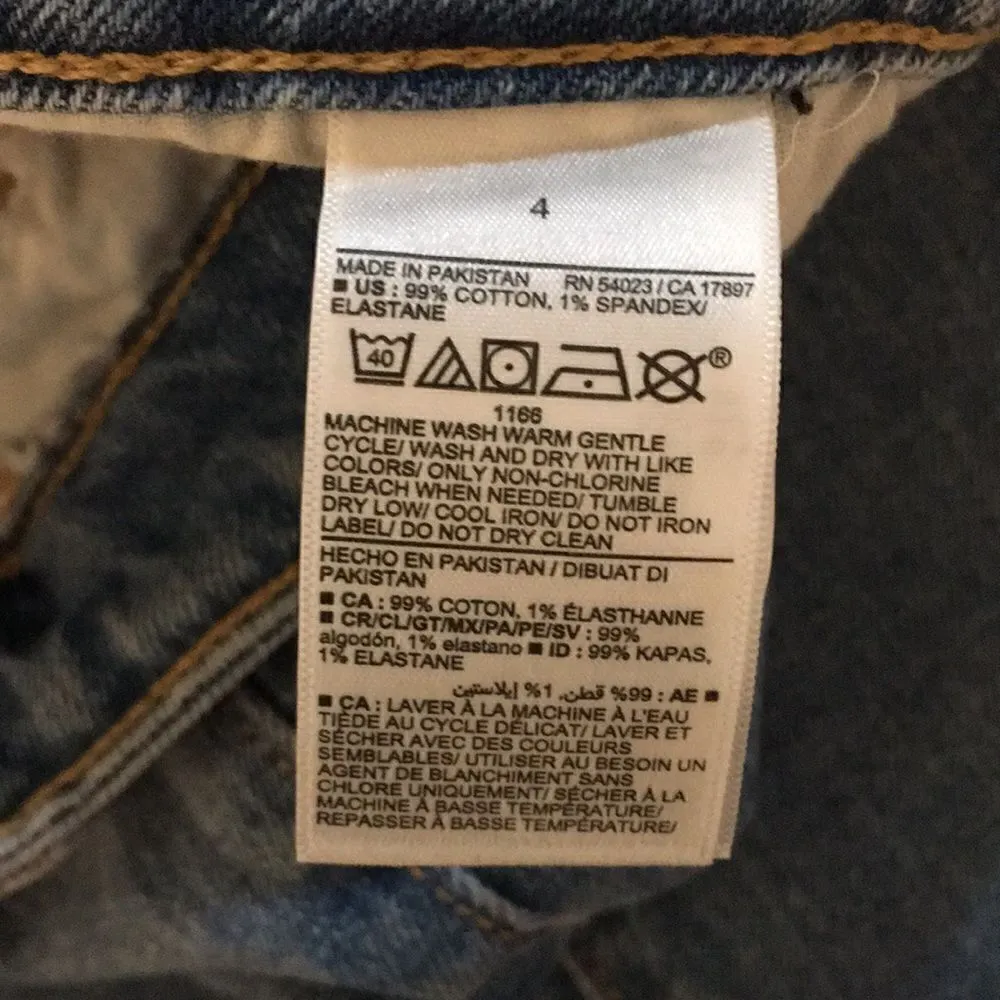 4
MADE IN PAKISTAN RN 54023 / CA 17897
■ US : 99% COTTON, 1% SPANDEX/
ELASTANE
40 ®
1166
MACHINE WASH WARM GENTLE
CYCLE/ WASH AND DRY WITH LIKE
COLORS/ ONLY NON-CHLORINE
BLEACH WHEN NEEDED/ TUMBLE
DRY LOW/ COOL IRON/ DO NOT IRON
LABEL/ DO NOT DRY CLEAN
HECHO EN PAKISTAN / DIBUAT DI
PAKISTAN
■ CA : 99% COTON, 1% ÉLASTHANNE
■ CR/CL/GT/MX/PA/PE/SV : 99%
algodón, 1% elastano ■ ID : 99% KAPAS,
1% ELASTANE
■ AE : 99% قطن, 1% إيلاستين
■ CA : LAVER À LA MACHINE À L'EAU
TIÈDE AU CYCLE DÉLICAT/ LAVER ET
SÉCHER AVEC DES COULEURS
SEMBLABLES/ UTILISER AU BESOIN UN
AGENT DE BLANCHIMENT SANS
CHLORE UNIQUEMENT/ SÉCHER À LA
MACHINE À BASSE TEMPÉRATURE/
REPASSER À BASSE TEMPÉRATURE/